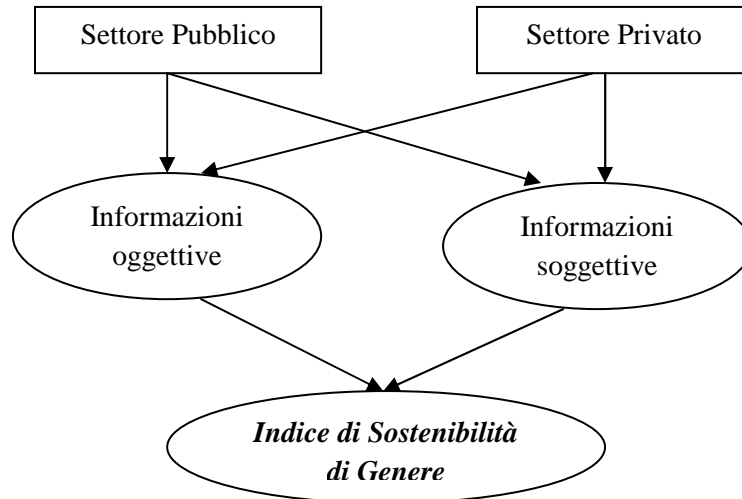 Settore Pubblico
Settore Privato
Informazioni
oggettive
Informazioni
soggettive
Indice di Sostenibilità
di Genere